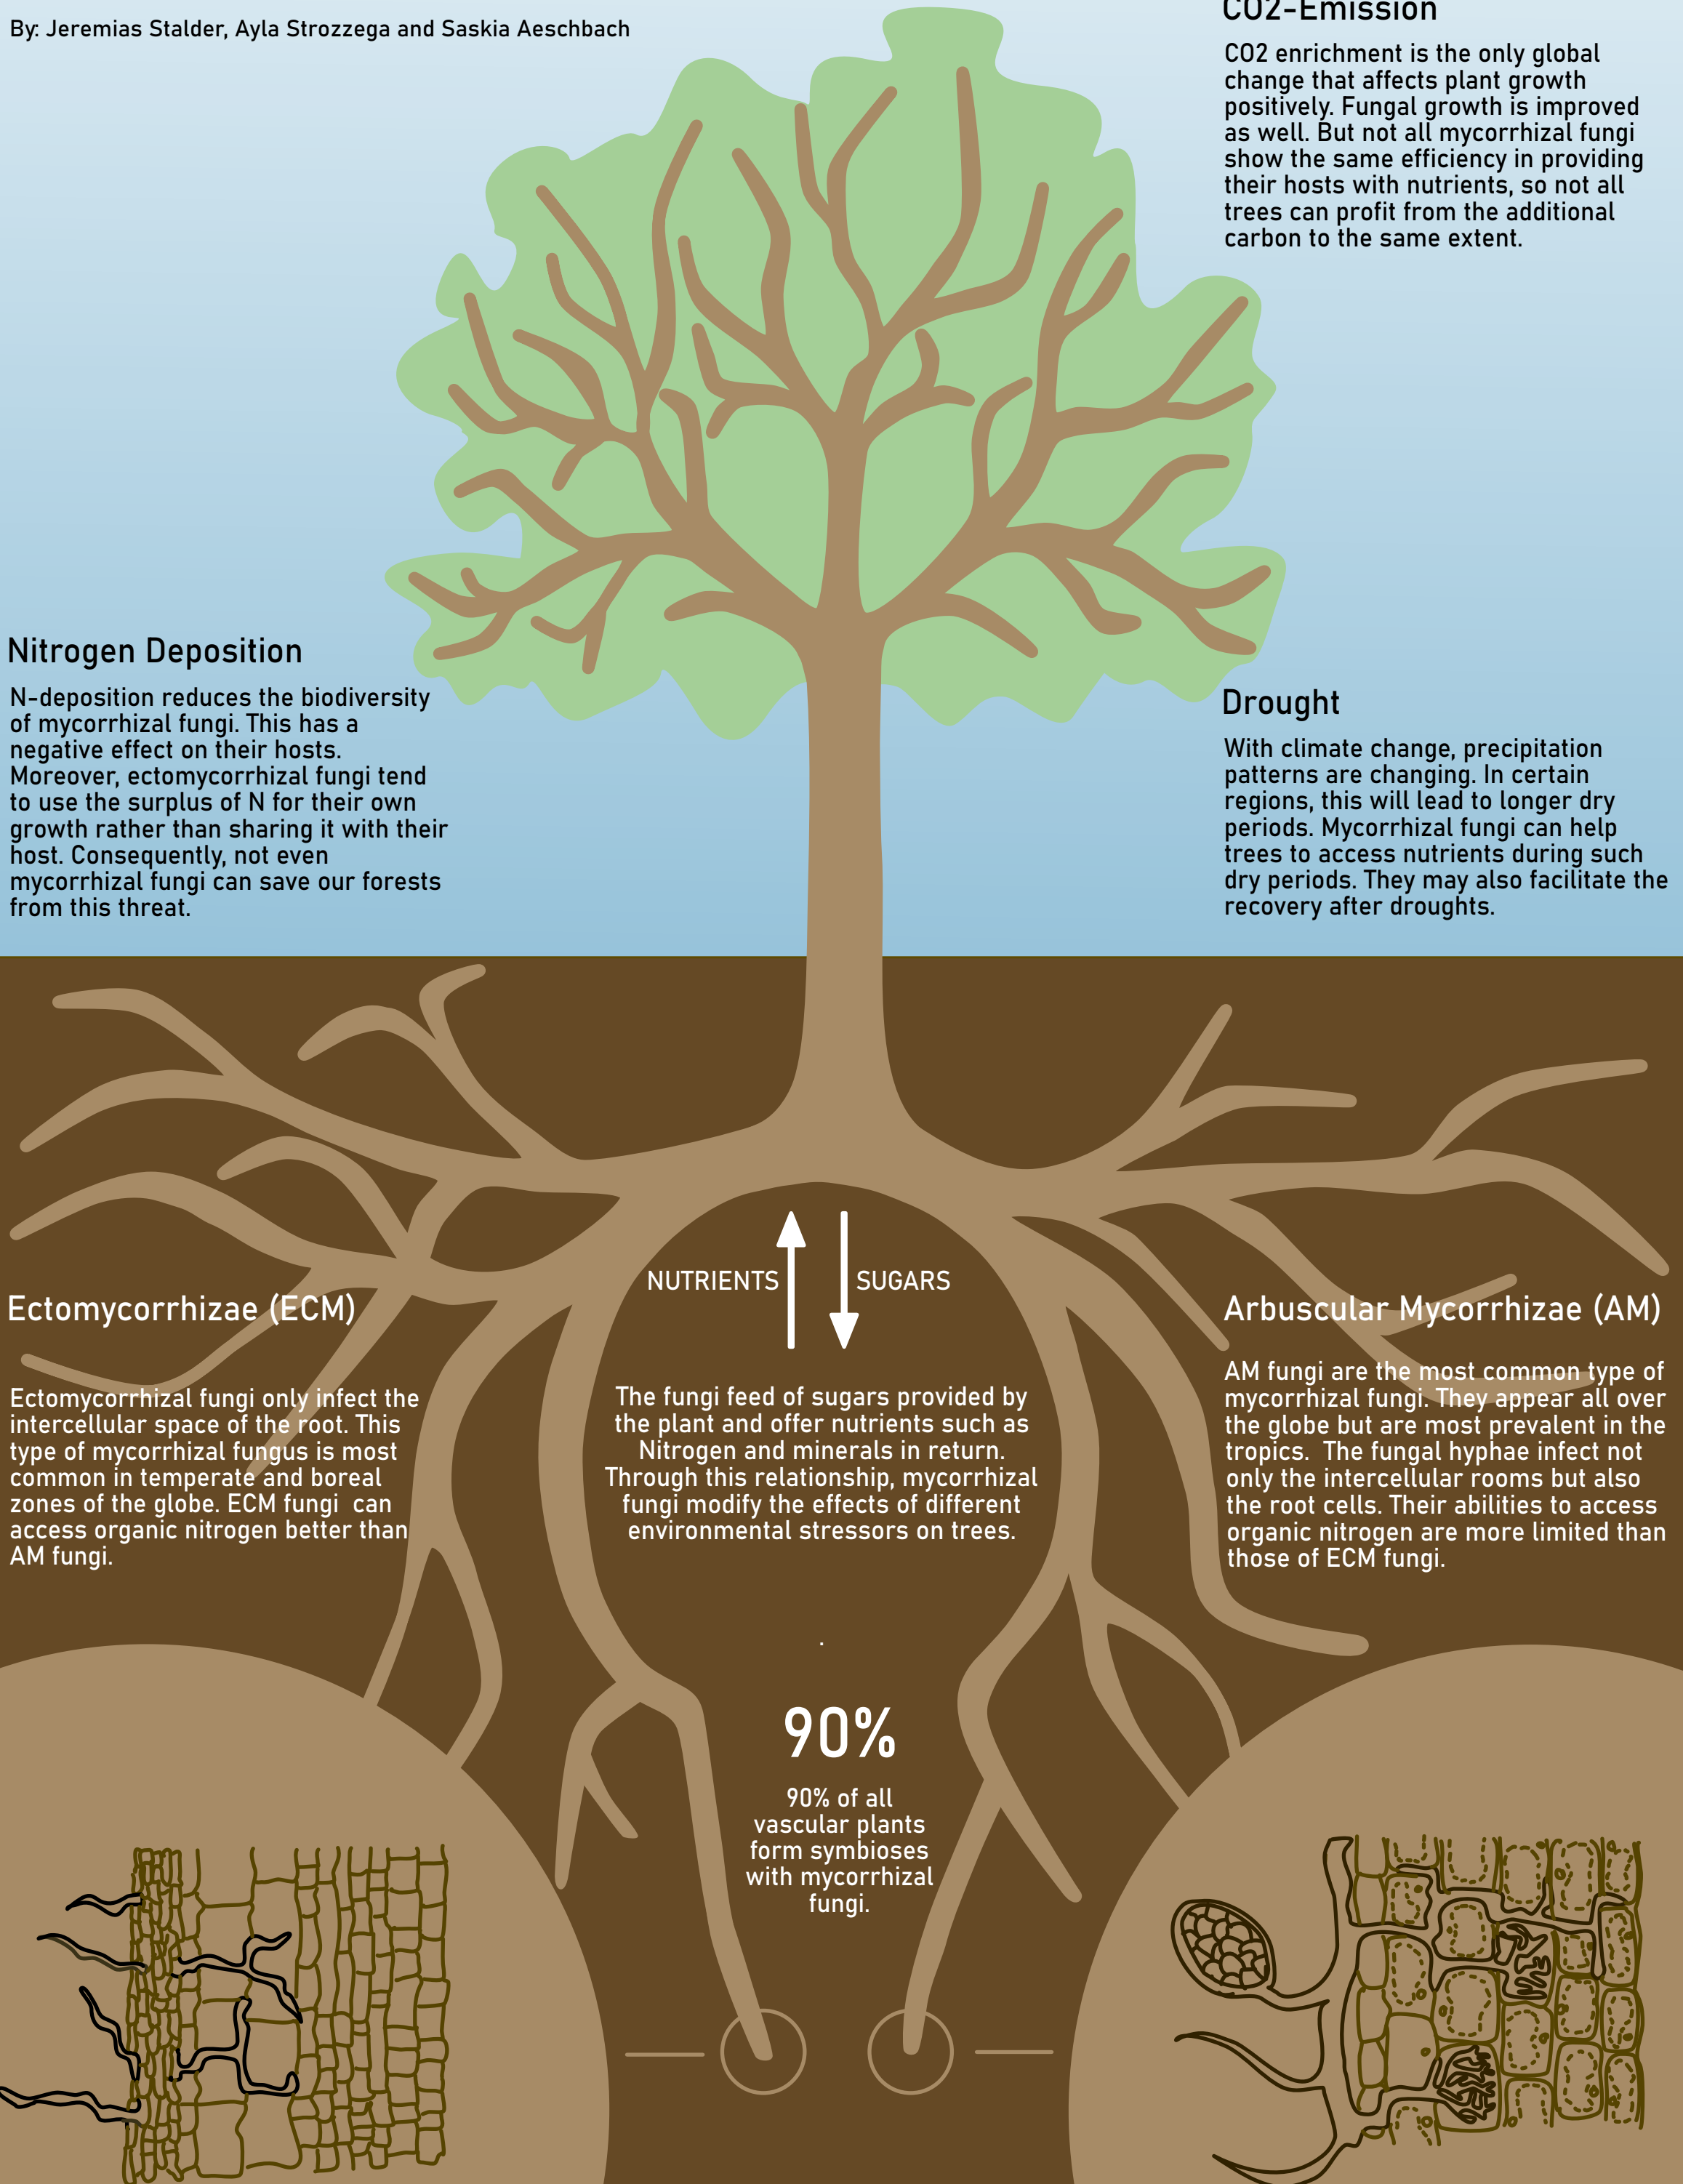 By: Jeremias Stalder, Ayla Strozzega and Saskia Aeschbach
CO2-Emission
CO2 enrichment is the only global
change that affects plant growth
positively. Fungal growth is improved
as well. But not all mycorrhizal fungi
show the same efficiency in providing
their hosts with nutrients, so not all
trees can profit from the additional
carbon to the same extent.
Nitrogen Deposition
N-deposition reduces the biodiversity
of mycorrhizal fungi. This has a
negative effect on their hosts.
Moreover, ectomycorrhizal fungi tend
to use the surplus of N for their own
growth rather than sharing it with their
host. Consequently, not even
mycorrhizal fungi can save our forests
from this threat.
Drought
With climate change, precipitation
patterns are changing. In certain
regions, this will lead to longer dry
periods. Mycorrhizal fungi can help
trees to access nutrients during such
dry periods. They may also facilitate the
recovery after droughts.
NUTRIENTS
SUGARS
Ectomycorrhizae (ECM)
Ectomycorrhizal fungi only infect the
intercellular space of the root. This
type of mycorrhizal fungus is most
common in temperate and boreal
zones of the globe. ECM fungi can
access organic nitrogen better than
AM fungi.
The fungi feed of sugars provided by
the plant and offer nutrients such as
Nitrogen and minerals in return.
Through this relationship, mycorrhizal
fungi modify the effects of different
environmental stressors on trees.
.
Arbuscular Mycorrhizae (AM)
AM fungi are the most common type of
mycorrhizal fungi. They appear all over
the globe but are most prevalent in the
tropics. The fungal hyphae infect not
only the intercellular rooms but also
the root cells. Their abilities to access
organic nitrogen are more limited than
those of ECM fungi.
90%
90% of all
vascular plants
form symbioses
with mycorrhizal
fungi.